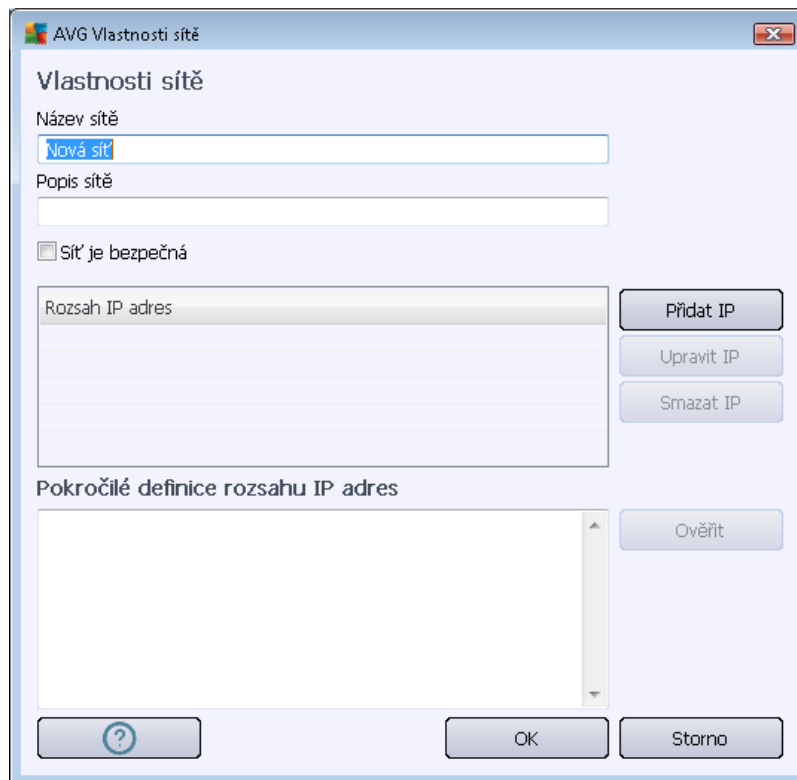 AVG Vlastnosti sítě
Vlastnosti sítě
Název sítě
Nová síť
Popis sítě
Síť je bezpečná
Rozsah IP adres
Přidat IP
Upravit IP
Smazat IP
Pokročilé definice rozsahu IP adres
Ověřit
?
OK
Storno